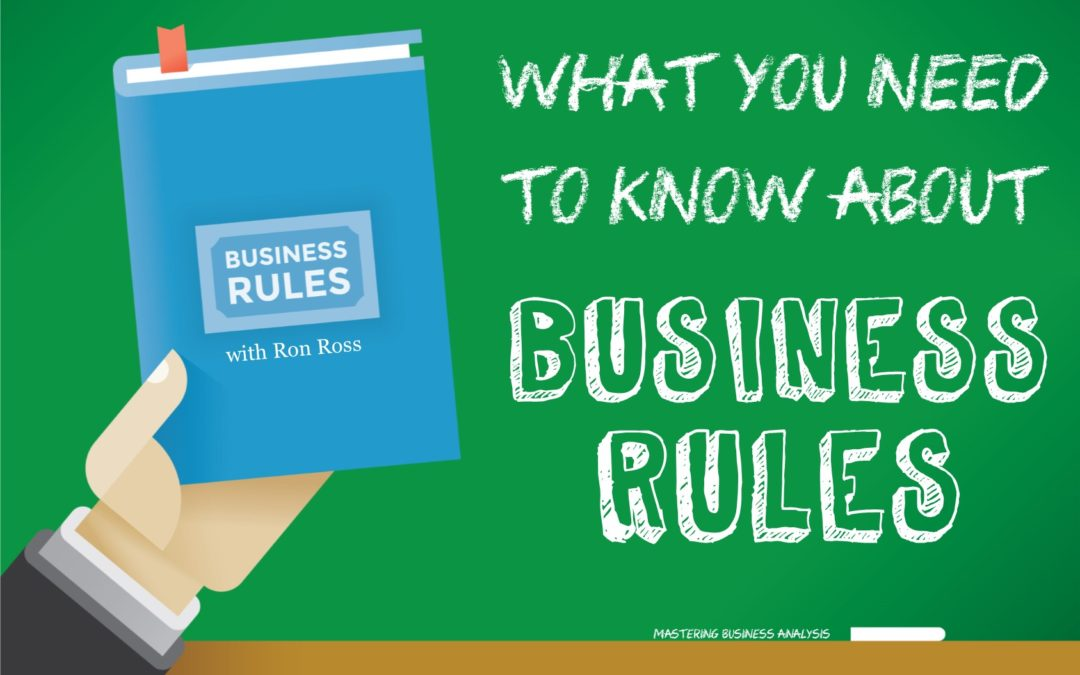 BUSINESS
RULES
with Ron Ross
WHAT YOU NEED
TO KNOW ABOUT
BUSINESS
RULES
MASTERING BUSINESS ANALYSIS